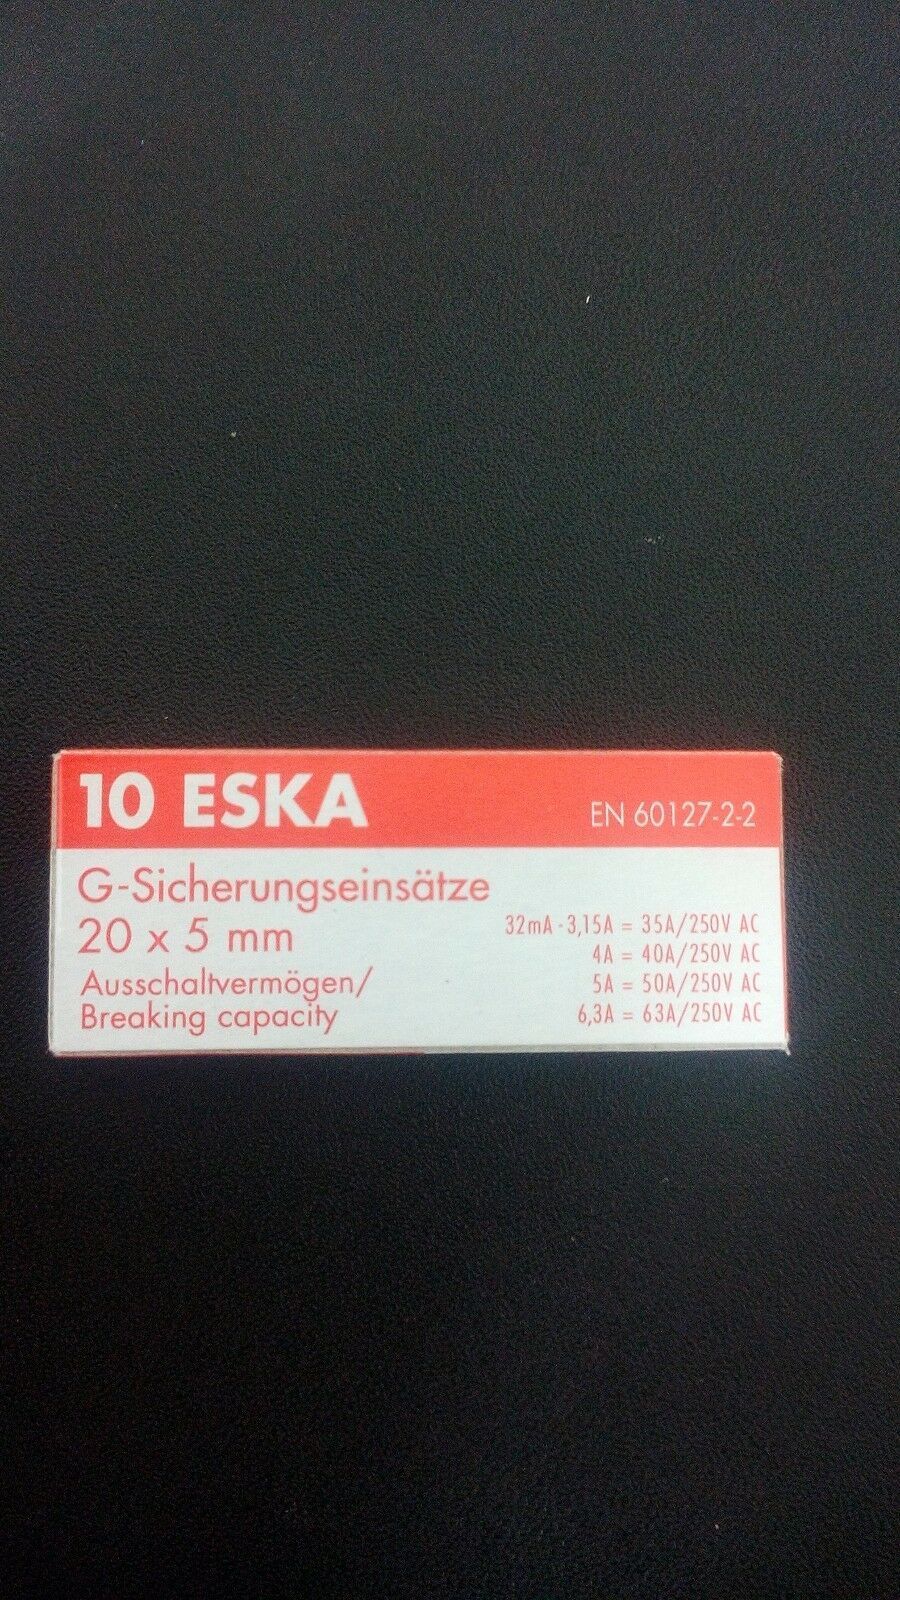 10 ESKA EN 60127-2-2
G-Sicherungseinsätze
20 x 5 mm
Ausschaltvermögen/
Breaking capacity
32mA - 3,15A = 35A/250V AC
4A = 40A/250V AC
5A = 50A/250V AC
6,3A = 63A/250V AC